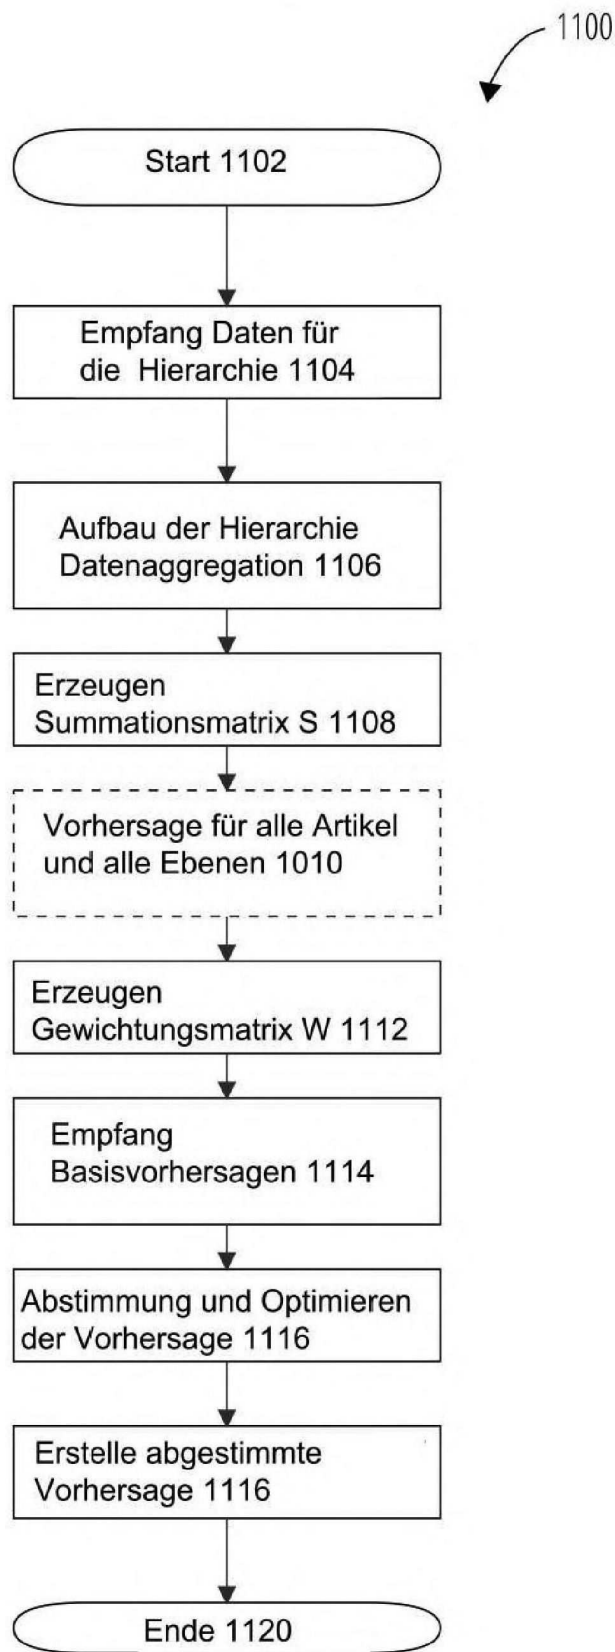 1100
Start 1102
Empfang Daten für
die Hierarchie 1104
Aufbau der Hierarchie
Datenaggregation 1106
Erzeugen
Summationsmatrix S 1108
Vorhersage für alle Artikel
und alle Ebenen 1010
Erzeugen
Gewichtungsmatrix W 1112
Empfang
Basisvorhersagen 1114
Abstimmung und Optimieren
der Vorhersage 1116
Erstelle abgestimmte
Vorhersage 1116
Ende 1120